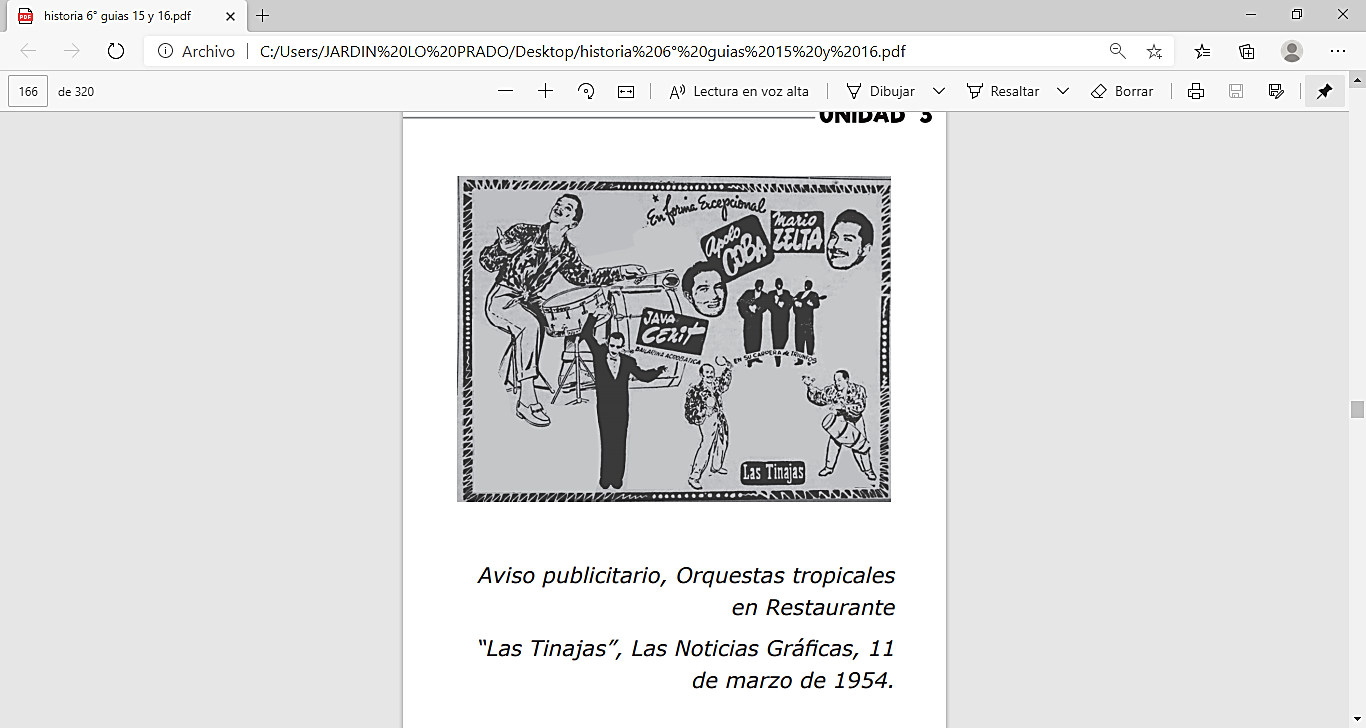 historia 6° guias 15 y 16.pdf
Archivo
C:/Users/JARDIN%20LO%20PRADO/Desktop/historia%206°%20guias%2015%20y%2016.pdf
166 de 320
Lectura en voz alta
Dibujar
Resaltar
Borrar
UNIDAD 3
En forma Excepcional
Apolo
COBA
Mario
ZELTA
JAVA
CEXIT
BAILARINA ACROBATICA
EN SU CARRERA de TRIUNFOS
Las Tinajas
Aviso publicitario, Orquestas tropicales
en Restaurante
“Las Tinajas”, Las Noticias Gráficas, 11
de marzo de 1954.